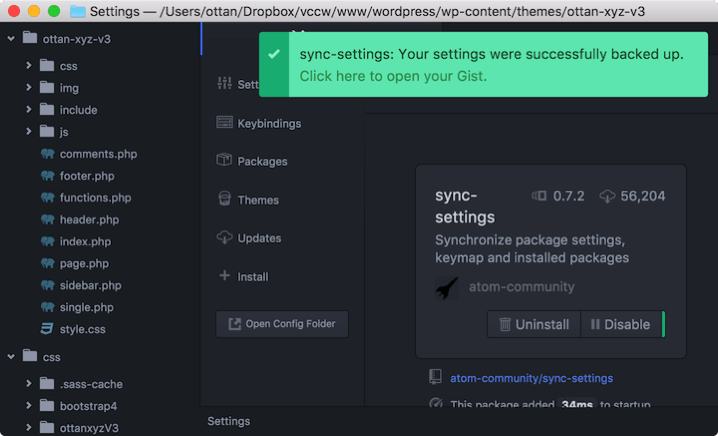 Settings — /Users/ottan/Dropbox/vccw/www/wordpress/wp-content/themes/ottan-xyz-v3
ottan-xyz-v3
css
img
include
js
comments.php
footer.php
functions.php
header.php
index.php
page.php
sidebar.php
single.php
style.css
css
.sass-cache
bootstrap4
ottanxyzV3
sync-settings: Your settings were successfully backed up.
Click here to open your Gist.
Keybindings
Packages
Themes
Updates
Install
Open Config Folder
sync-settings
0.7.2
56,204
Synchronize package settings,
keymap and installed packages
atom-community
Uninstall
Disable
atom-community/sync-settings
This package added 34ms to startup
Settings